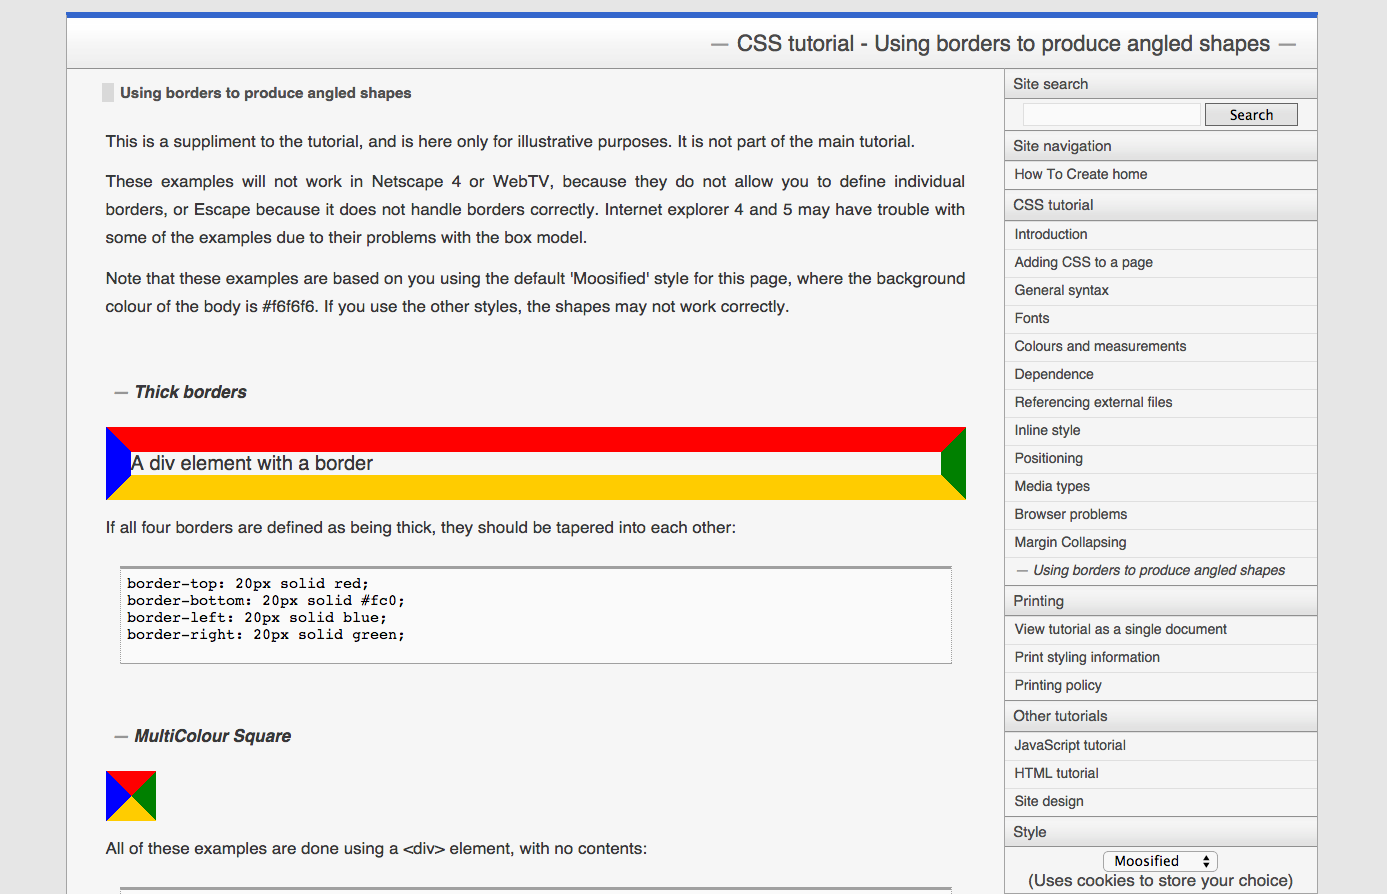 — CSS tutorial - Using borders to produce angled shapes —
Using borders to produce angled shapes
This is a suppliment to the tutorial, and is here only for illustrative purposes. It is not part of the main tutorial.
These examples will not work in Netscape 4 or WebTV, because they do not allow you to define individual
borders, or Escape because it does not handle borders correctly. Internet explorer 4 and 5 may have trouble with
some of the examples due to their problems with the box model.
Note that these examples are based on you using the default 'Moosified' style for this page, where the background
colour of the body is #f6f6f6. If you use the other styles, the shapes may not work correctly.
— Thick borders
A div element with a border
If all four borders are defined as being thick, they should be tapered into each other:
border-top: 20px solid red;
border-bottom: 20px solid #fc0;
border-left: 20px solid blue;
border-right: 20px solid green;
— MultiColour Square
All of these examples are done using a <div> element, with no contents:
Site search
Search
Site navigation
How To Create home
CSS tutorial
Introduction
Adding CSS to a page
General syntax
Fonts
Colours and measurements
Dependence
Referencing external files
Inline style
Positioning
Media types
Browser problems
Margin Collapsing
— Using borders to produce angled shapes
Printing
View tutorial as a single document
Print styling information
Printing policy
Other tutorials
JavaScript tutorial
HTML tutorial
Site design
Style
Moosified
(Uses cookies to store your choice)